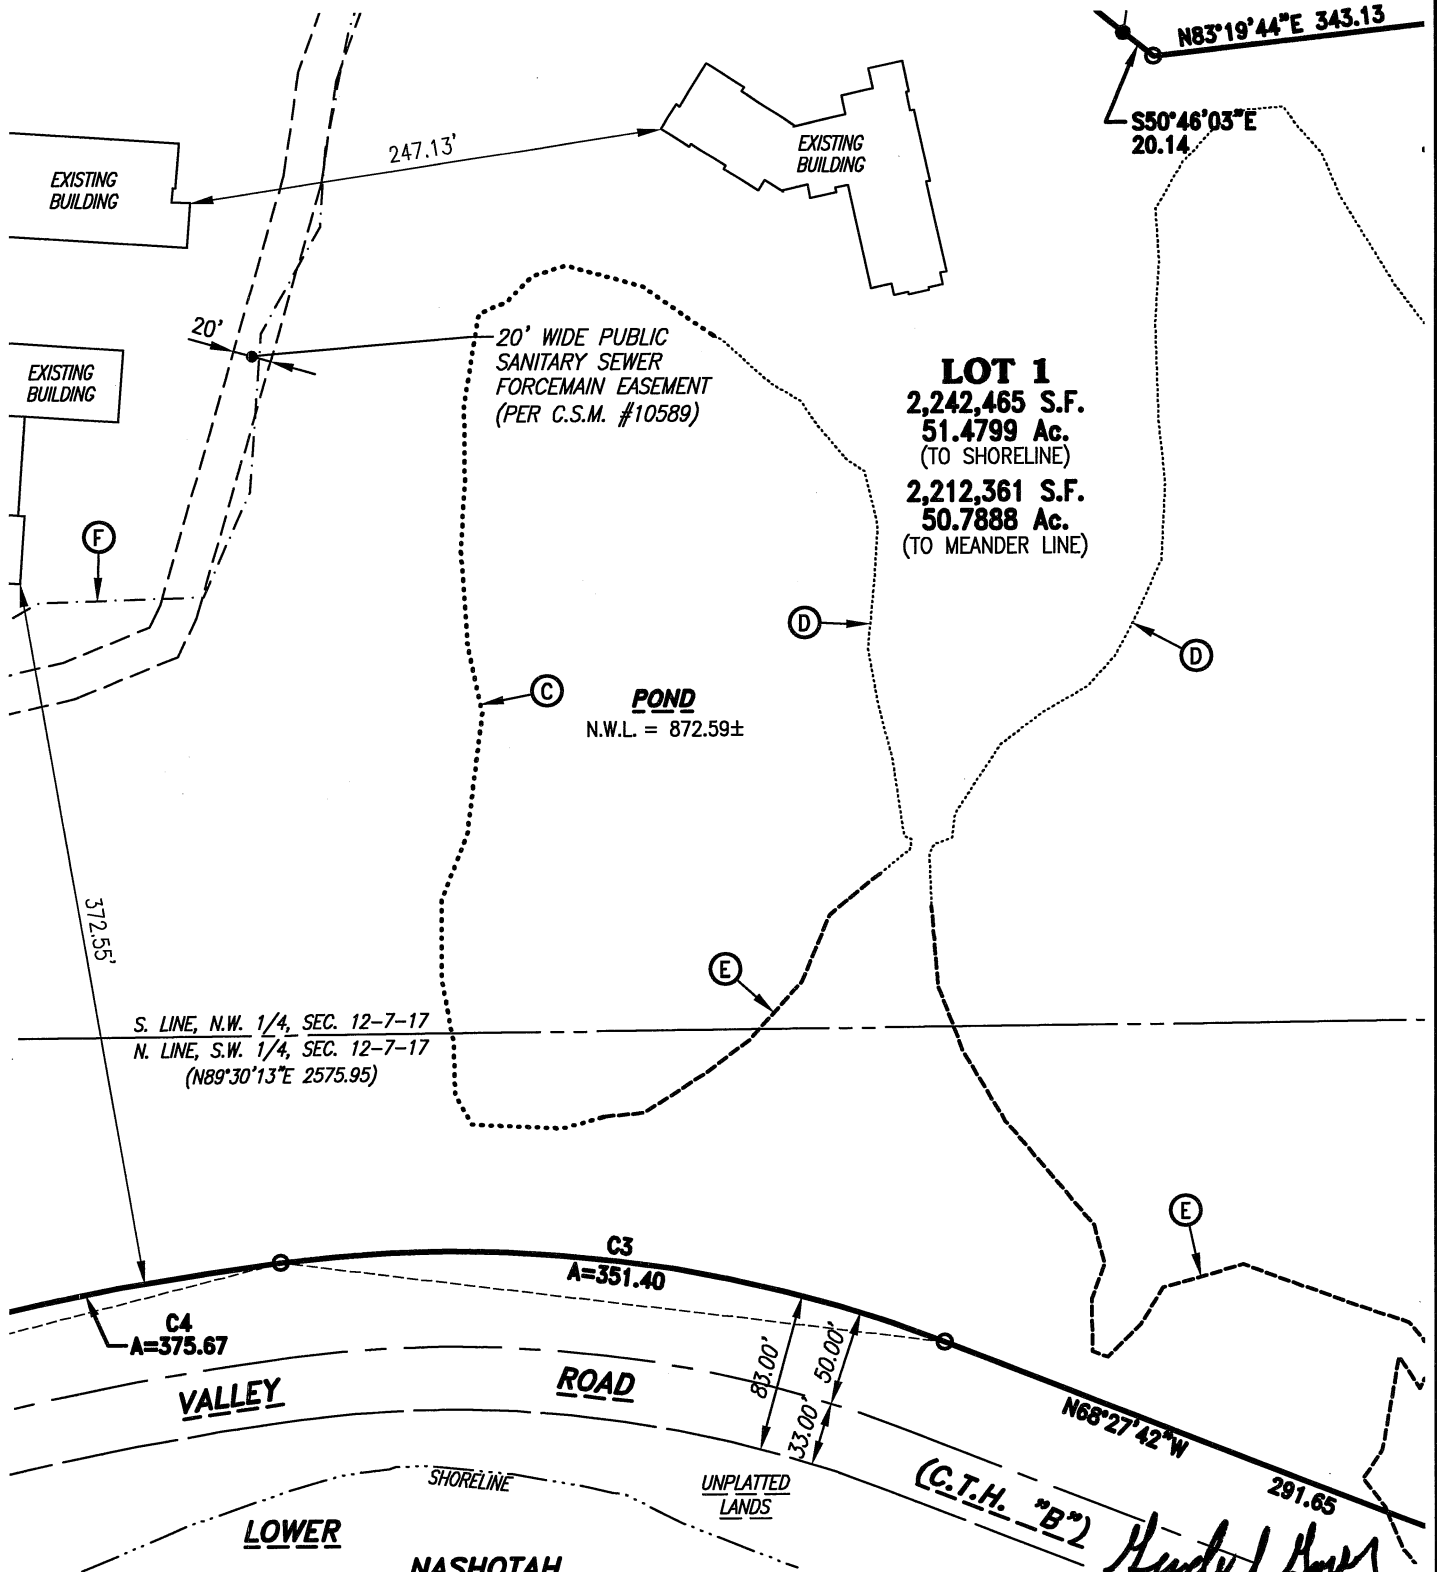 N83°19'44"E 343.13
S50°46'03"E
20.14
247.13'
EXISTING
BUILDING
EXISTING
BUILDING
20'
20' WIDE PUBLIC
SANITARY SEWER
FORCEMAIN EASEMENT
(PER C.S.M. #10589)
EXISTING
BUILDING
LOT 1
2,242,465 S.F.
51.4799 Ac.
(TO SHORELINE)
2,212,361 S.F.
50.7888 Ac.
(TO MEANDER LINE)
F
D
D
C
POND
N.W.L. = 872.59±
372.55'
E
S. LINE, N.W. 1/4, SEC. 12-7-17
N. LINE, S.W. 1/4, SEC. 12-7-17
(N89°30'13"E 2575.95)
E
C3
A=351.40
C4
A=375.67
83.00'
50.00'
33.00'
VALLEY ROAD
N68°27'42"W 291.65
(C.T.H. "B")
SHORELINE
UNPLATTED
LANDS
LOWER
NASHOTAH